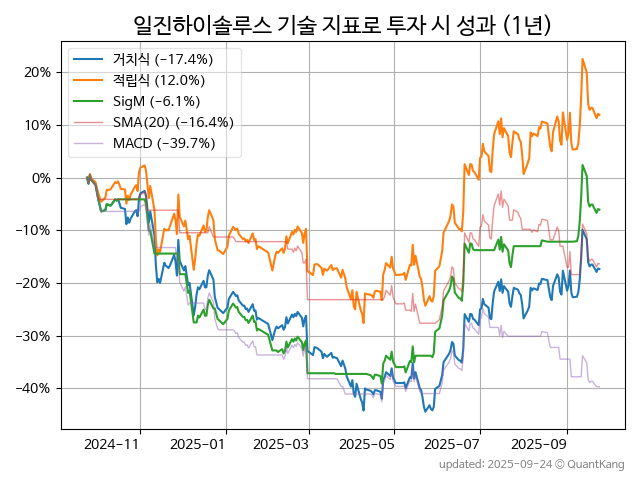 일진하이솔루스 기술 지표로 투자 시 성과 (1년)
거치식 (−17.4%)
적립식 (12.0%)
SigM (−6.1%)
SMA(20) (−16.4%)
MACD (−39.7%)
20%
10%
0%
−10%
−20%
−30%
−40%
2024-11 2025-01 2025-03 2025-05 2025-07 2025-09
updated: 2025-09-24 © QuantKang